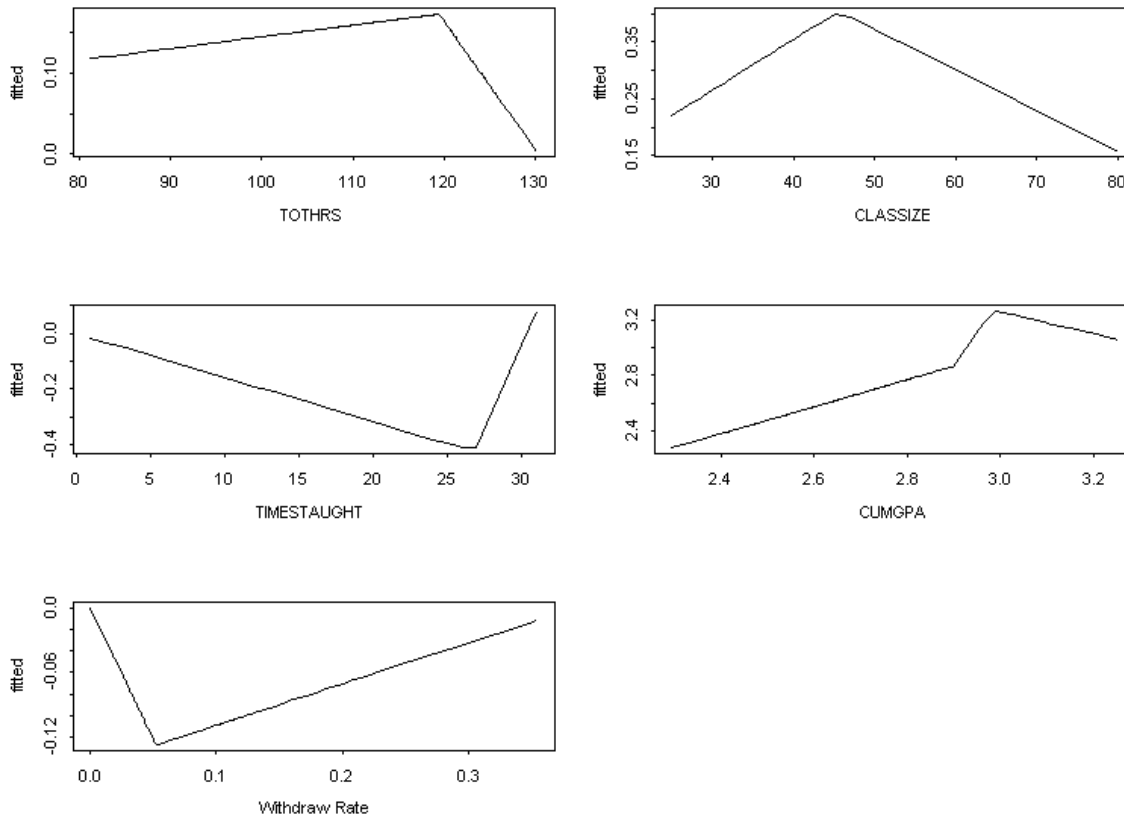 fitted
0.0 0.10
80 90 100 110 120 130
TOTHRS
fitted
0.15 0.25 0.35
30 40 50 60 70 80
CLASSIZE
fitted
-0.4 -0.2 0.0
0 5 10 15 20 25 30
TIMESTAUGHT
fitted
2.4 2.8 3.2
2.4 2.6 2.8 3.0 3.2
CUMGPA
fitted
-0.12 -0.06 0.0
0.0 0.1 0.2 0.3
Withdraw Rate